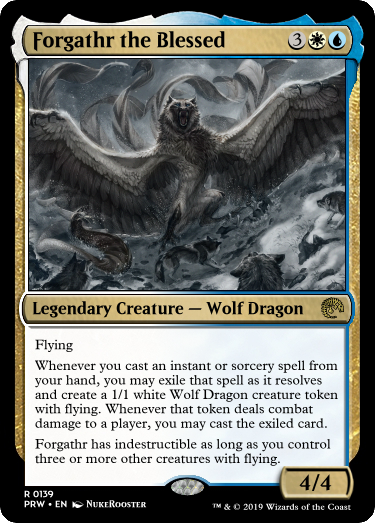 Forgathr the Blessed 3
Legendary Creature — Wolf Dragon
Flying
Whenever you cast an instant or sorcery spell from
your hand, you may exile that spell as it resolves
and create a 1/1 white Wolf Dragon creature token
with flying. Whenever that token deals combat
damage to a player, you may cast the exiled card.
Forgathr has indestructible as long as you control
three or more other creatures with flying.
4/4
R 0139
PRW • EN NukeRooster ™ & © 2019 Wizards of the Coast